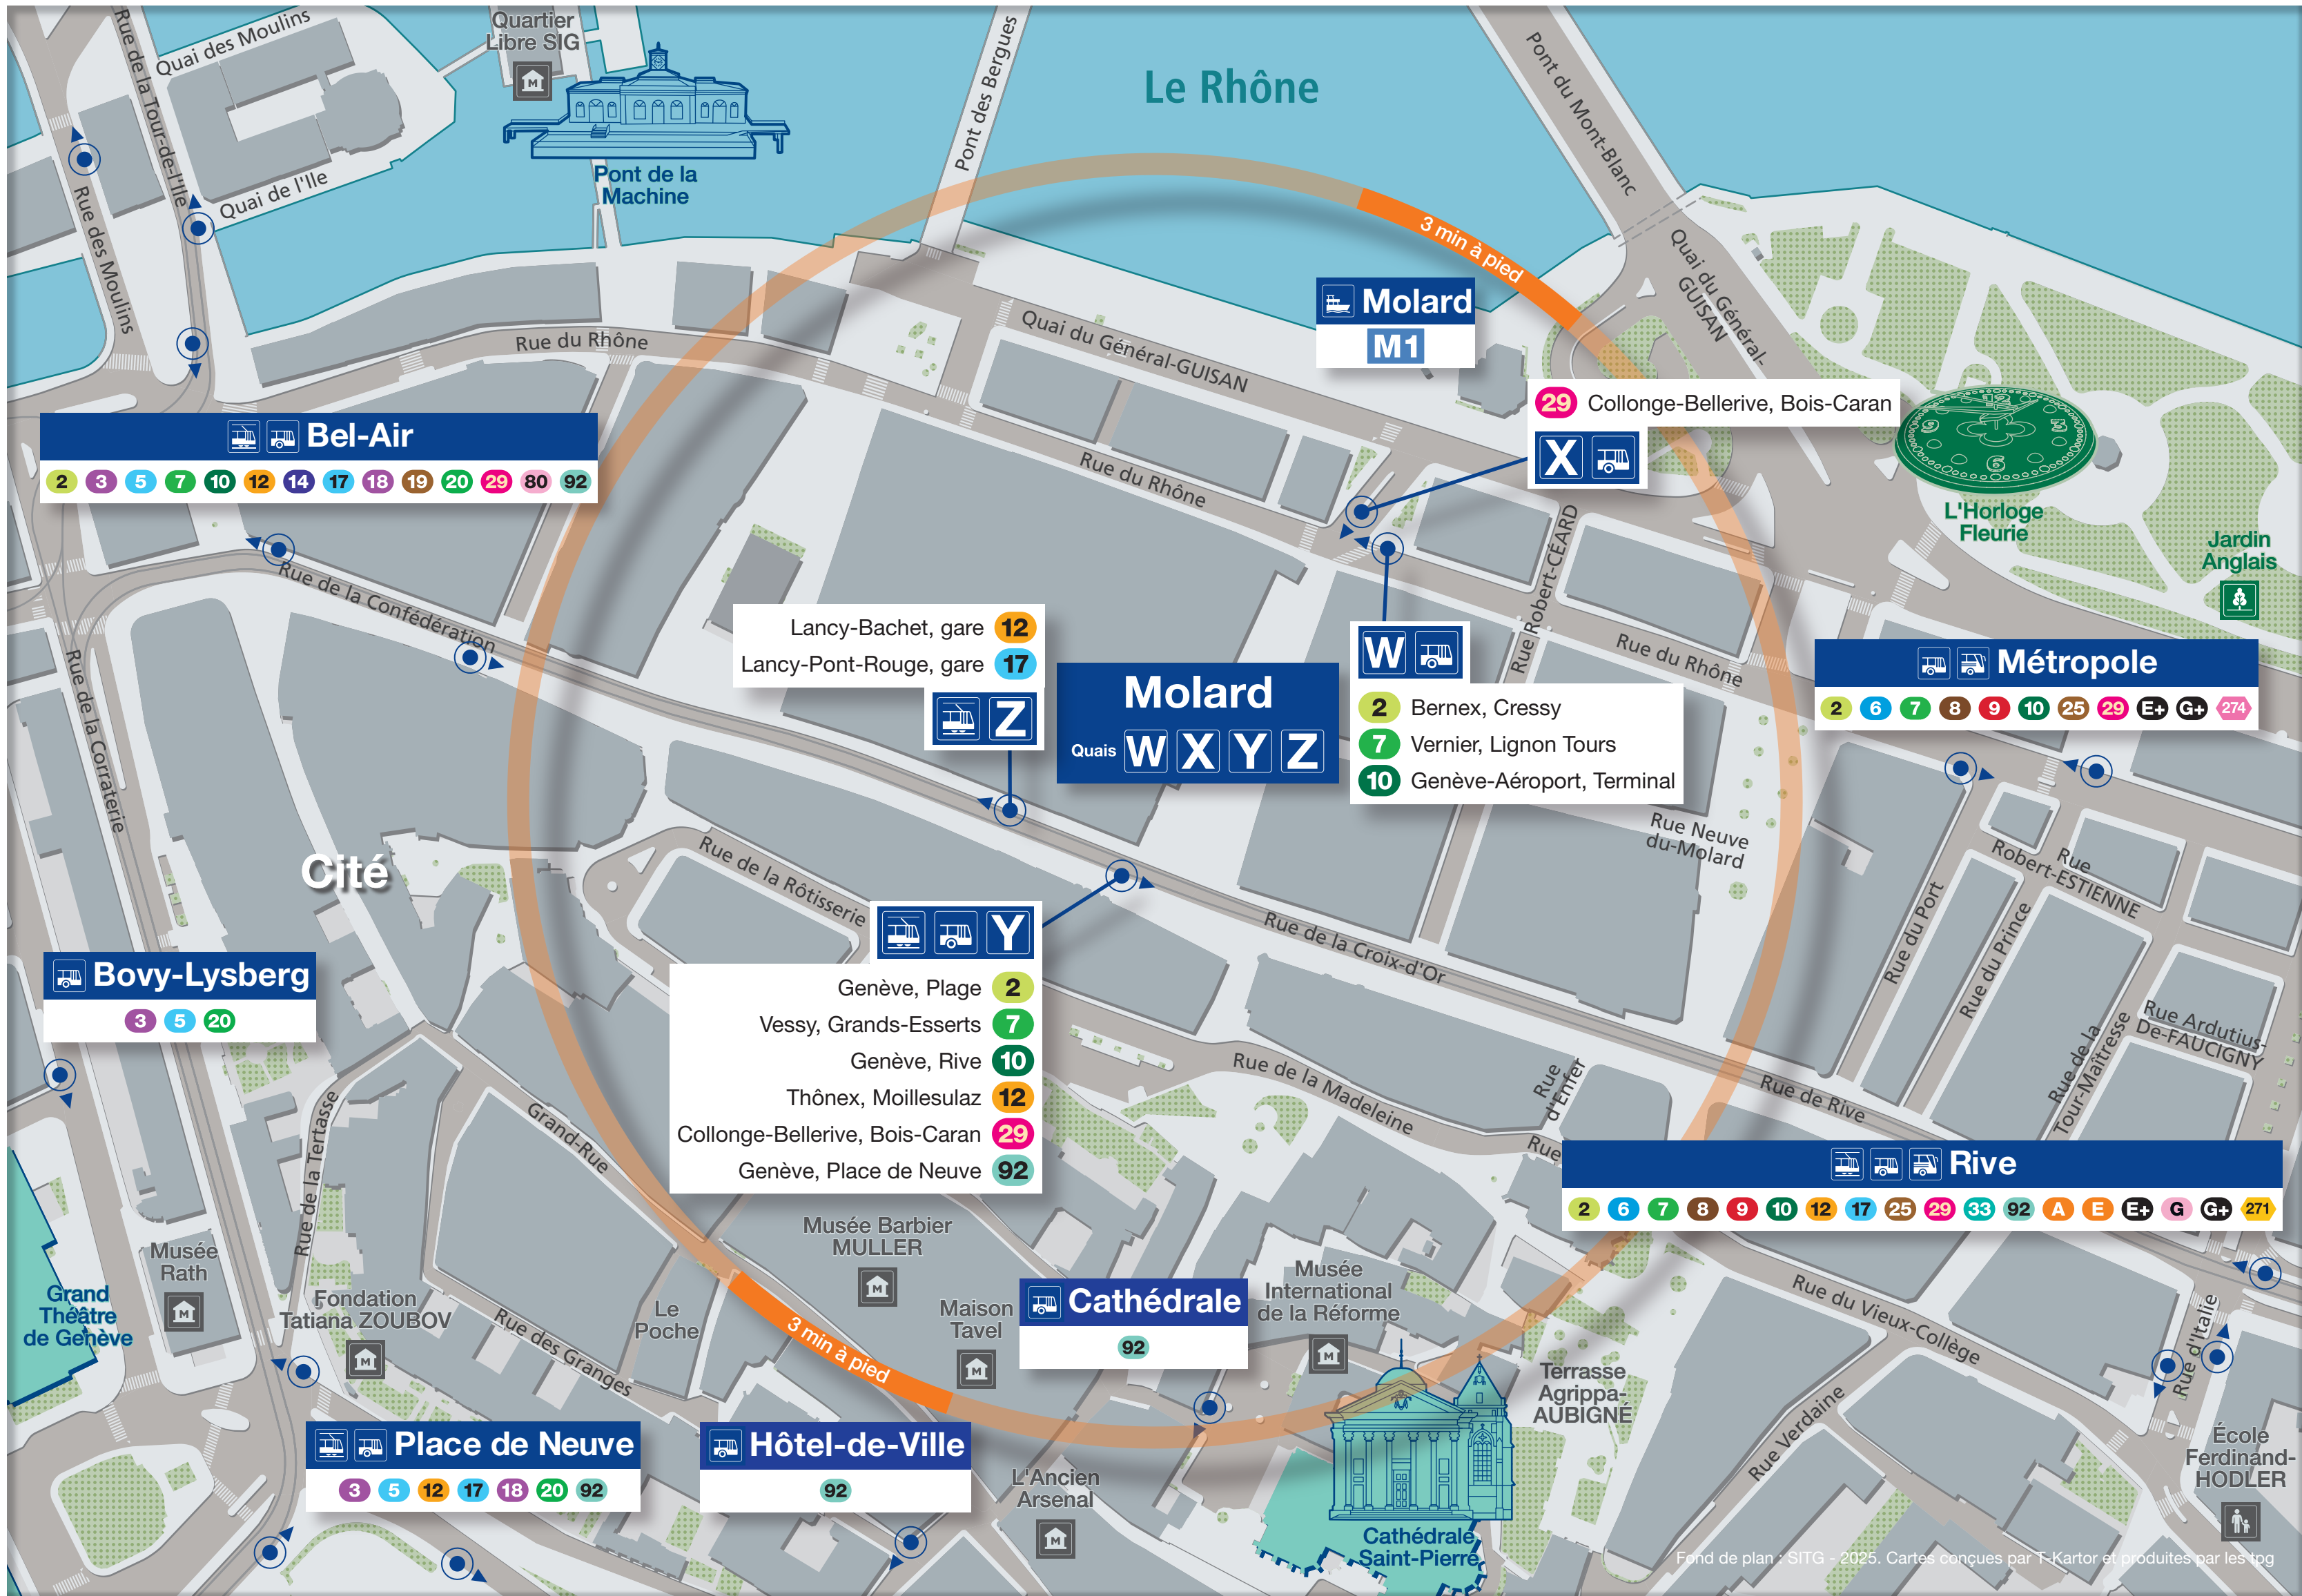 Quartier
Libre SIG
Quai des Moulins
Rue de la Tour-de-l'Ile
Quai de l'Ile
Rue des Moulins
Pont de la
Machine
Pont des Bergues
Le Rhône
Pont du Mont-Blanc
3 min à pied
Quai du Général-
GUISAN
Molard
M1
Rue du Rhône
Quai du Général-GUISAN
29 Collonge-Bellerive, Bois-Caran
X
Bel-Air
2 3 5 7 10 12 14 17 18 19 20 29 80 92
Rue du Rhône
12
3
6
9
L'Horloge
Fleurie
Jardin
Anglais
Rue de la Confédération
Rue Robert-CÉARD
Rue du Rhône
Lancy-Bachet, gare 12
Lancy-Pont-Rouge, gare 17
Z
Molard
Quais W X Y Z
W
2 Bernex, Cressy
7 Vernier, Lignon Tours
10 Genève-Aéroport, Terminal
Métropole
2 6 7 8 9 10 25 29 E+ G+ 274
Rue de la Corraterie
Cité
Rue de la Rôtisserie
Rue Neuve
du-Molard
Rue
Robert-ESTIENNE
Rue du Port
Rue du Prince
Rue de la
Tour-Maîtresse
Rue Ardutius-
De-FAUCIGNY
Y
Genève, Plage 2
Vessy, Grands-Esserts 7
Genève, Rive 10
Thônex, Moillesulaz 12
Collonge-Bellerive, Bois-Caran 29
Genève, Place de Neuve 92
Rue de la Croix-d'Or
Bovy-Lysberg
3 5 20
Rue de la Madeleine
Rue
d'Enfer
Rue de Rive
Rue
Rive
2 6 7 8 9 10 12 17 25 29 33 92 A E E+ G G+ 271
Rue de la Tertasse
Grand-Rue
Musée
Rath
Grand
Théâtre
de Genève
Fondation
Tatiana ZOUBOV
Rue des Granges
Le
Poche
Musée Barbier
MULLER
Maison
Tavel
3 min à pied
Cathédrale
92
Musée
International
de la Réforme
Terrasse
Agrippa-
AUBIGNÉ
Rue du Vieux-Collège
Rue d'Italie
Rue Verdaine
École
Ferdinand-
HODLER
Place de Neuve
3 5 12 17 18 20 92
Hôtel-de-Ville
92
L'Ancien
Arsenal
Cathédrale
Saint-Pierre
Fond de plan : SITG - 2025. Cartes conçues par T-Kartor et produites par les tpg